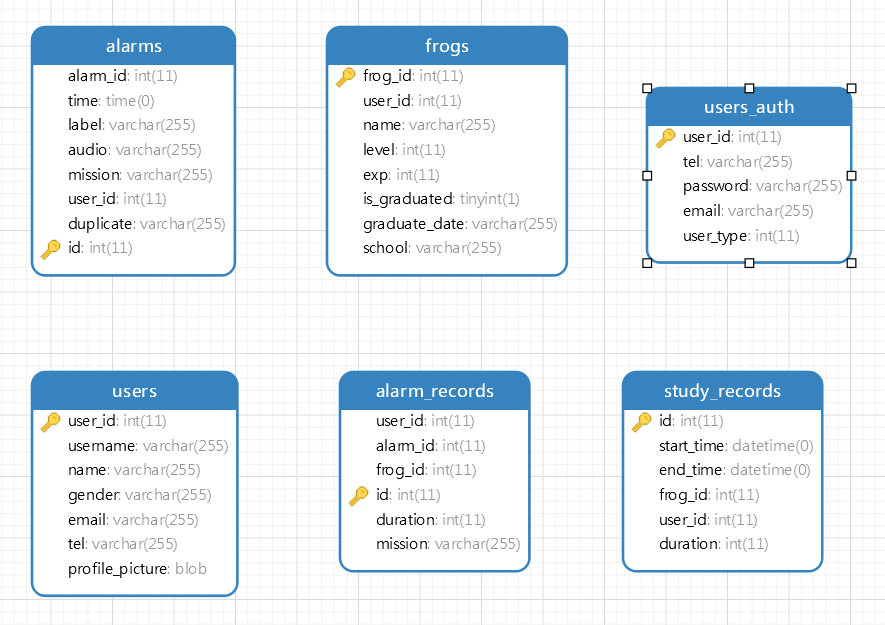 alarms
alarm_id: int(11)
time: time(0)
label: varchar(255)
audio: varchar(255)
mission: varchar(255)
user_id: int(11)
duplicate: varchar(255)
id: int(11)
frogs
frog_id: int(11)
user_id: int(11)
name: varchar(255)
level: int(11)
exp: int(11)
is_graduated: tinyint(1)
graduate_date: varchar(255)
school: varchar(255)
users_auth
user_id: int(11)
tel: varchar(255)
password: varchar(255)
email: varchar(255)
user_type: int(11)
users
user_id: int(11)
username: varchar(255)
name: varchar(255)
gender: varchar(255)
email: varchar(255)
tel: varchar(255)
profile_picture: blob
alarm_records
user_id: int(11)
alarm_id: int(11)
frog_id: int(11)
id: int(11)
duration: int(11)
mission: varchar(255)
study_records
id: int(11)
start_time: datetime(0)
end_time: datetime(0)
frog_id: int(11)
user_id: int(11)
duration: int(11)